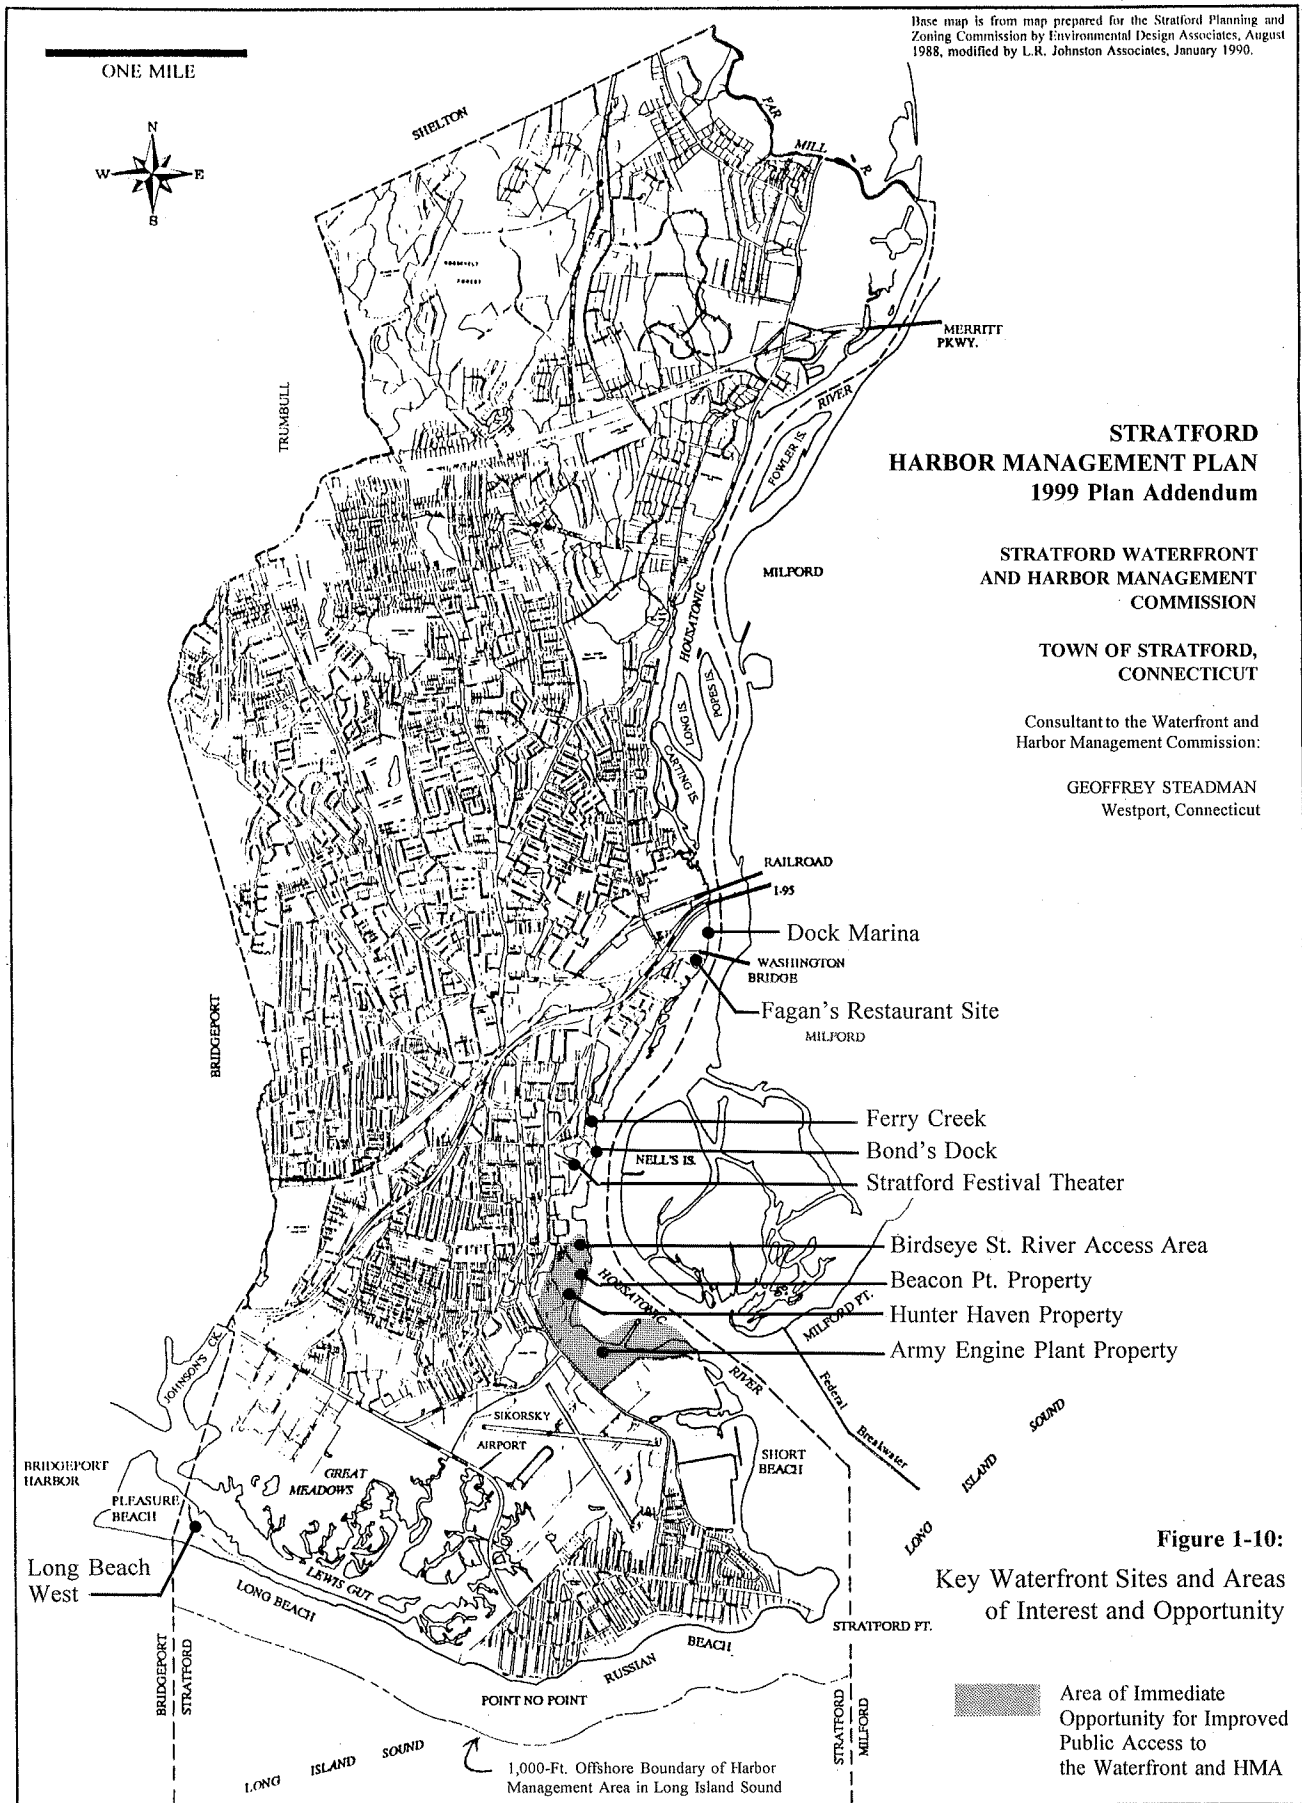 Base map is from map prepared for the Stratford Planning and
Zoning Commission by Environmental Design Associates, August
1988, modified by L.R. Johnston Associates, January 1990.
ONE MILE
N
W
E
S
SHELTON
FAR
MILL
R.
ROOSEVELT
FOREST
MERRITT
PKWY.
TRUMBULL
RIVER
FOWLER IS.
STRATFORD
HARBOR MANAGEMENT PLAN
1999 Plan Addendum
STRATFORD WATERFRONT
AND HARBOR MANAGEMENT
COMMISSION
TOWN OF STRATFORD,
CONNECTICUT
Consultant to the Waterfront and
Harbor Management Commission:
GEOFFREY STEADMAN
Westport, Connecticut
MILFORD
HOUSATONIC
POPES IS.
LONG IS.
CARTING IS.
RAILROAD
I-95
Dock Marina
WASHINGTON
BRIDGE
Fagan's Restaurant Site
MILFORD
BRIDGEPORT
Ferry Creek
Bond's Dock
NELL'S IS.
Stratford Festival Theater
Birdseye St. River Access Area
Beacon Pt. Property
HOUSATONIC
Hunter Haven Property
MILFORD PT.
Army Engine Plant Property
RIVER
Federal
Breakwater
JOHNSON'S CK.
SIKORSKY
AIRPORT
SHORT
BEACH
LONG
ISLAND
SOUND
BRIDGEPORT
HARBOR
GREAT
MEADOWS
PLEASURE
BEACH
Long Beach
West
LEWIS GUT
LONG BEACH
Figure 1-10:
Key Waterfront Sites and Areas
of Interest and Opportunity
STRATFORD PT.
RUSSIAN
BEACH
POINT NO POINT
BRIDGEPORT
STRATFORD
STRATFORD
MILFORD
LONG
ISLAND
SOUND
1,000-Ft. Offshore Boundary of Harbor
Management Area in Long Island Sound
Area of Immediate
Opportunity for Improved
Public Access to
the Waterfront and HMA